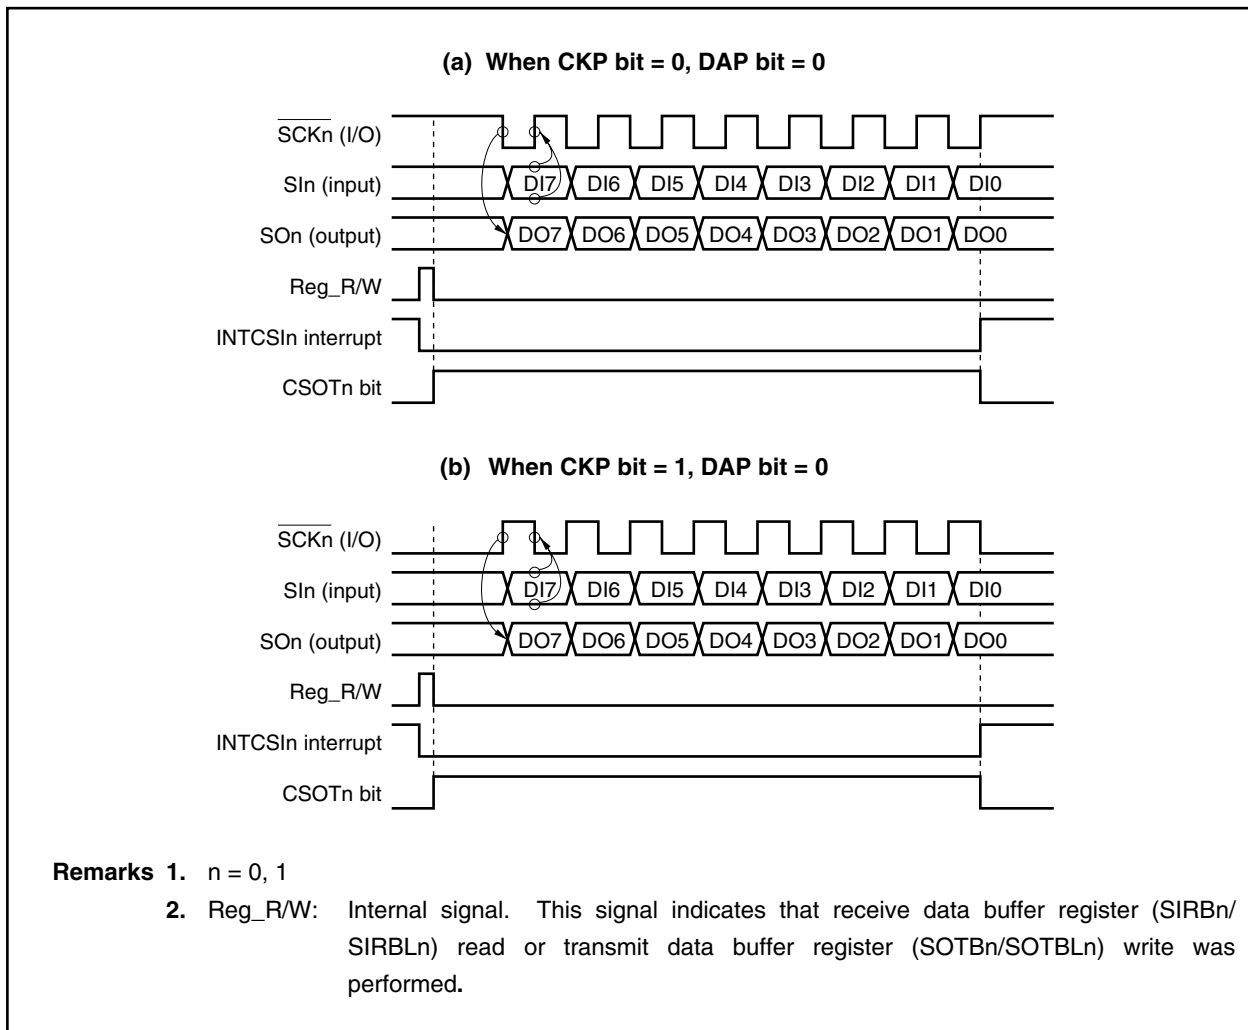 (a) When CKP bit = 0, DAP bit = 0
SCKn (I/O)
SIn (input) DI7 DI6 DI5 DI4 DI3 DI2 DI1 DI0
SOn (output) DO7 DO6 DO5 DO4 DO3 DO2 DO1 DO0
Reg_R/W
INTCSIn interrupt
CSOTn bit
(b) When CKP bit = 1, DAP bit = 0
SCKn (I/O)
SIn (input) DI7 DI6 DI5 DI4 DI3 DI2 DI1 DI0
SOn (output) DO7 DO6 DO5 DO4 DO3 DO2 DO1 DO0
Reg_R/W
INTCSIn interrupt
CSOTn bit
Remarks 1. n = 0, 1
2. Reg_R/W: Internal signal. This signal indicates that receive data buffer register (SIRBn/
SIRBLn) read or transmit data buffer register (SOTBn/SOTBLn) write was
performed.